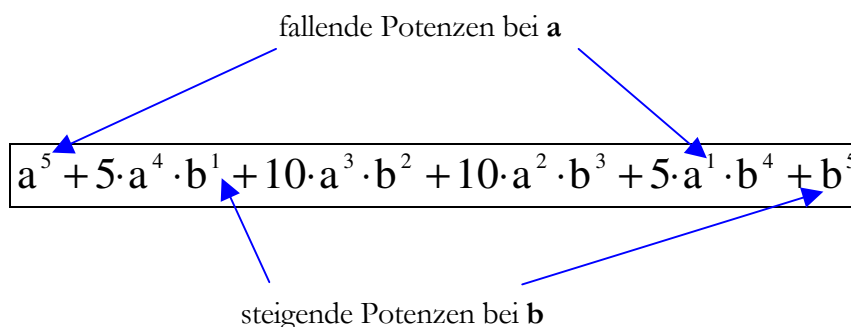 fallende Potenzen bei a
a⁵ + 5·a⁴·b¹ + 10·a³·b² + 10·a²·b³ + 5·a¹·b⁴ + b⁵
steigende Potenzen bei b